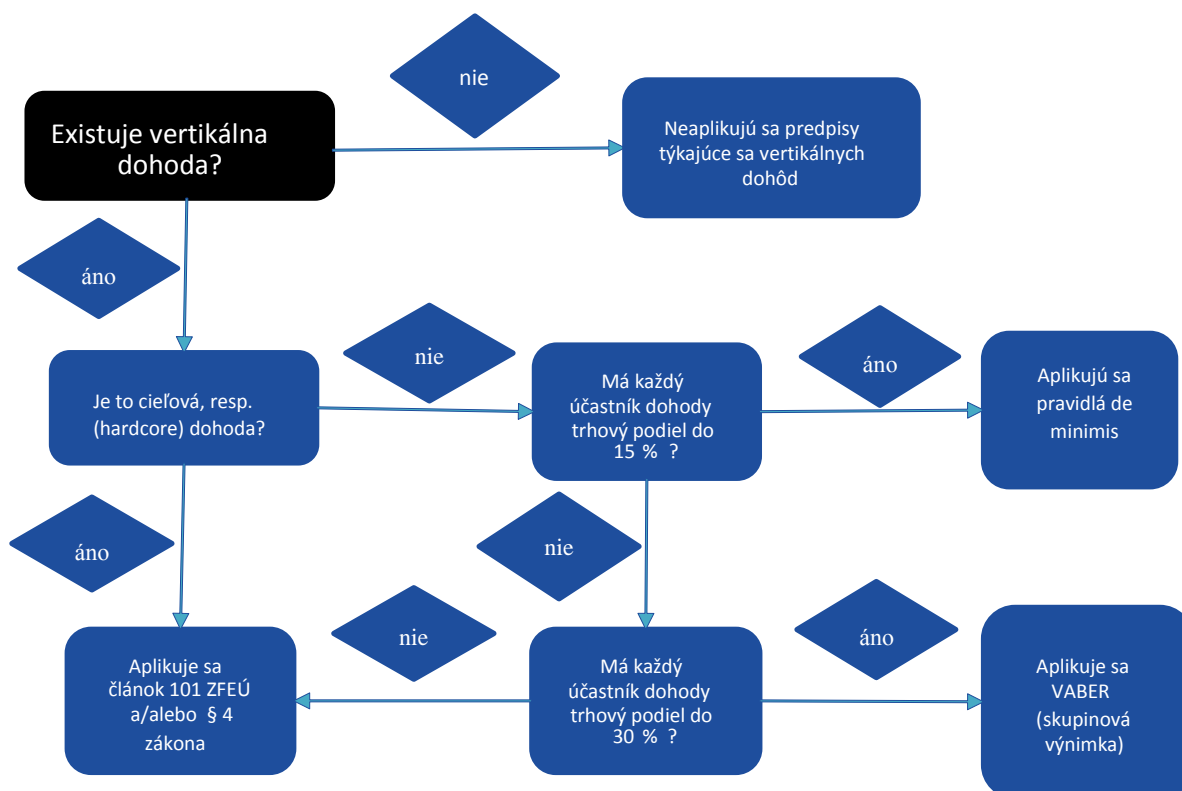 nie
Existuje vertikálna
dohoda?
Neaplikujú sa predpisy
týkajúce sa vertikálnych
dohôd
áno
Je to cieľová, resp.
(hardcore) dohoda?
nie
Má každý
účastník dohody
trhový podiel do
15 % ?
áno
Aplikujú sa
pravidlá de
minimis
áno
nie
Aplikuje sa
článok 101 ZFEÚ
a/alebo § 4
zákona
nie
Má každý
účastník dohody
trhový podiel do
30 % ?
áno
Aplikuje sa
VABER
(skupinová
výnimka)